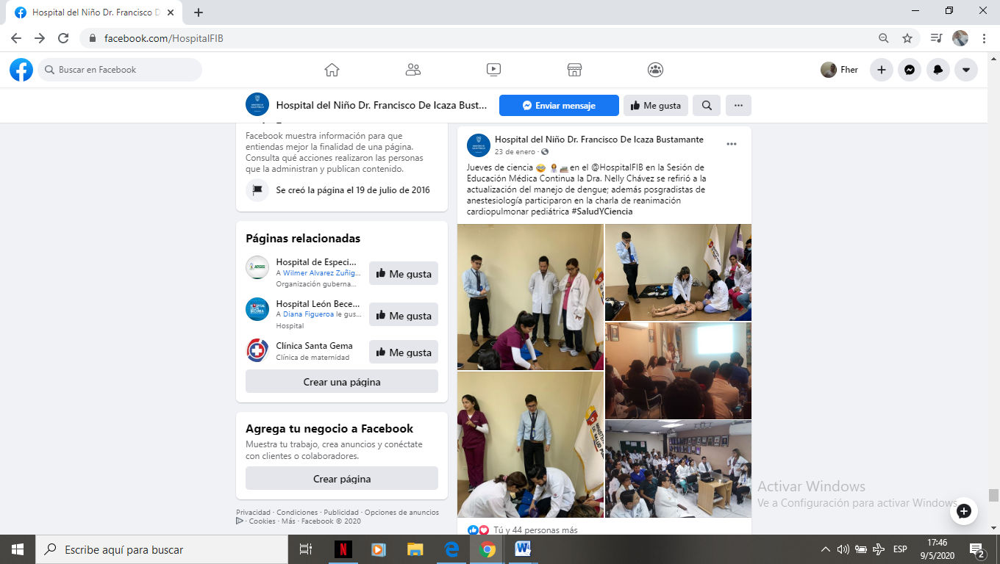 Hospital del Niño Dr. Francisco D
facebook.com/HospitalFIB
Buscar en Facebook
Fher
Hospital del Niño Dr. Francisco De Icaza Bust...
Enviar mensaje
Me gusta
Facebook muestra información para que
entiendas mejor la finalidad de una página.
Consulta qué acciones realizaron las personas
que la administran y publican contenido.
Se creó la página el 19 de julio de 2016
Páginas relacionadas
Hospital de Especi...
A Wilmer Alvarez Zuñig...
Organización guberna...
Me gusta
Hospital León Bece...
A Diana Figueroa le gus...
Hospital
Me gusta
Clínica Santa Gema
Clínica de maternidad
Me gusta
Crear una página
Agrega tu negocio a Facebook
Muestra tu trabajo, crea anuncios y conéctate
con clientes o colaboradores.
Crear página
Privacidad · Condiciones · Publicidad · Opciones de anuncios
· Cookies · Más · Facebook © 2020
Hospital del Niño Dr. Francisco De Icaza Bustamante
23 de enero ·
Jueves de ciencia en el @HospitalFIB en la Sesión de
Educación Médica Continua la Dra. Nelly Chávez se refirió a la
actualización del manejo de dengue; además posgradistas de
anestesiología participaron en la charla de reanimación
cardiopulmonar pediátrica #SaludYCiencia
Tú y 44 personas más
Activar Windows
Ve a Configuración para activar Windows.
Escribe aquí para buscar
ESP
17:46
9/5/2020
2